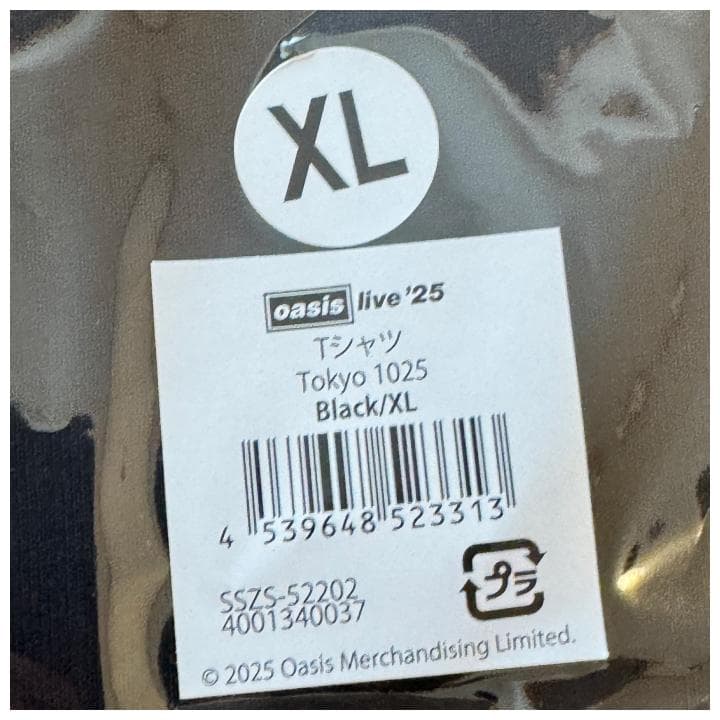 XL
oasis live '25
Tシャツ
Tokyo 1025
Black/XL
4 539648 523313
SSZS-52202
4001340037
プラ
© 2025 Oasis Merchandising Limited.